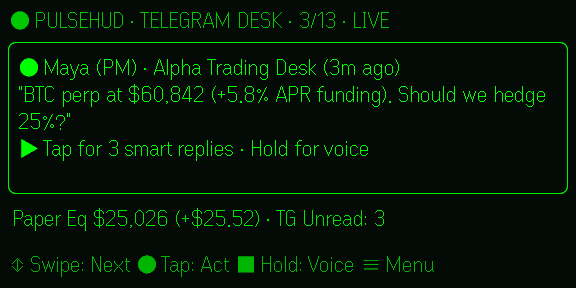 ● PULSEHUD · TELEGRAM DESK · 3/13 · LIVE
● Maya (PM) · Alpha Trading Desk (3m ago)
"BTC perp at $60,842 (+5.8% APR funding). Should we hedge
25%?"
▶ Tap for 3 smart replies · Hold for voice
Paper Eq $25,026 (+$25.52) · TG Unread: 3
⇕ Swipe: Next ● Tap: Act ■ Hold: Voice ≡ Menu